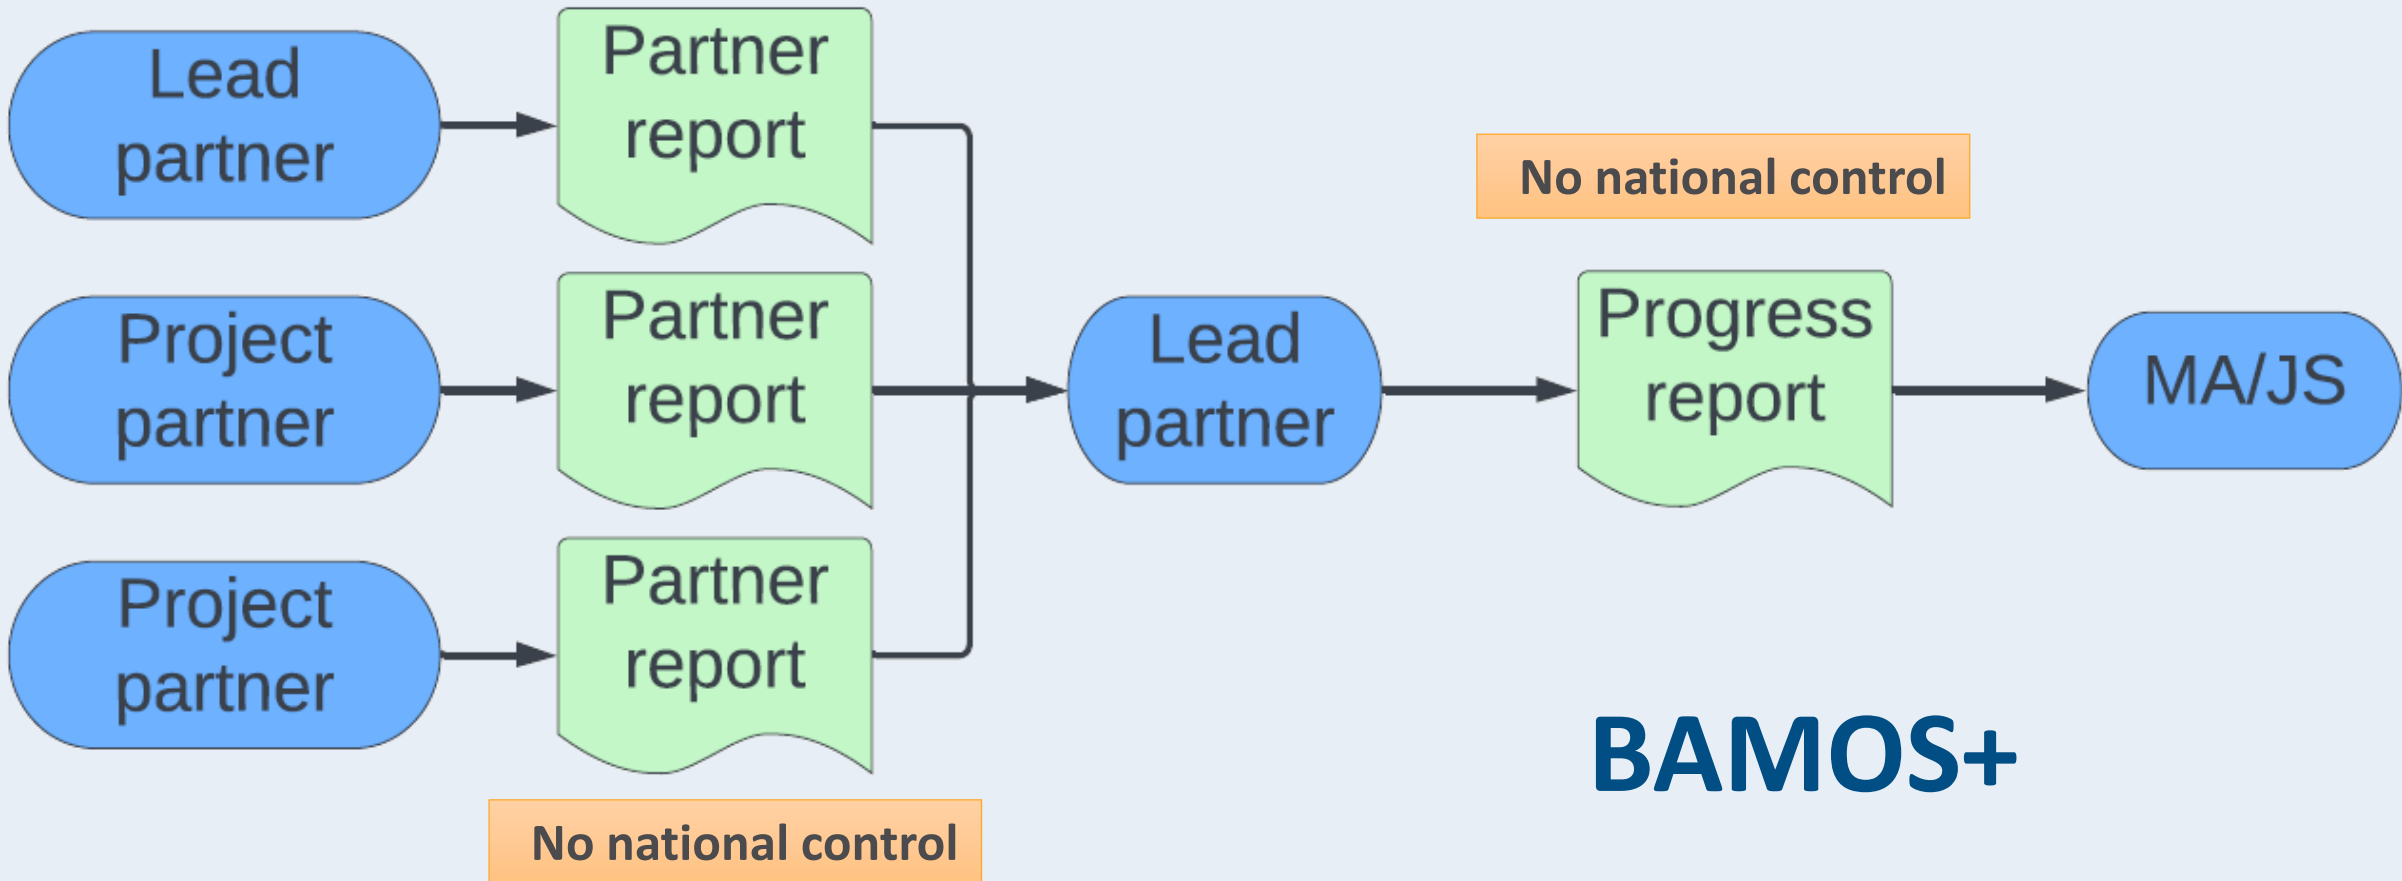 Lead
partner
Partner
report
No national control
Project
partner
Partner
report
Lead
partner
Progress
report
MA/JS
Project
partner
Partner
report
BAMOS+
No national control